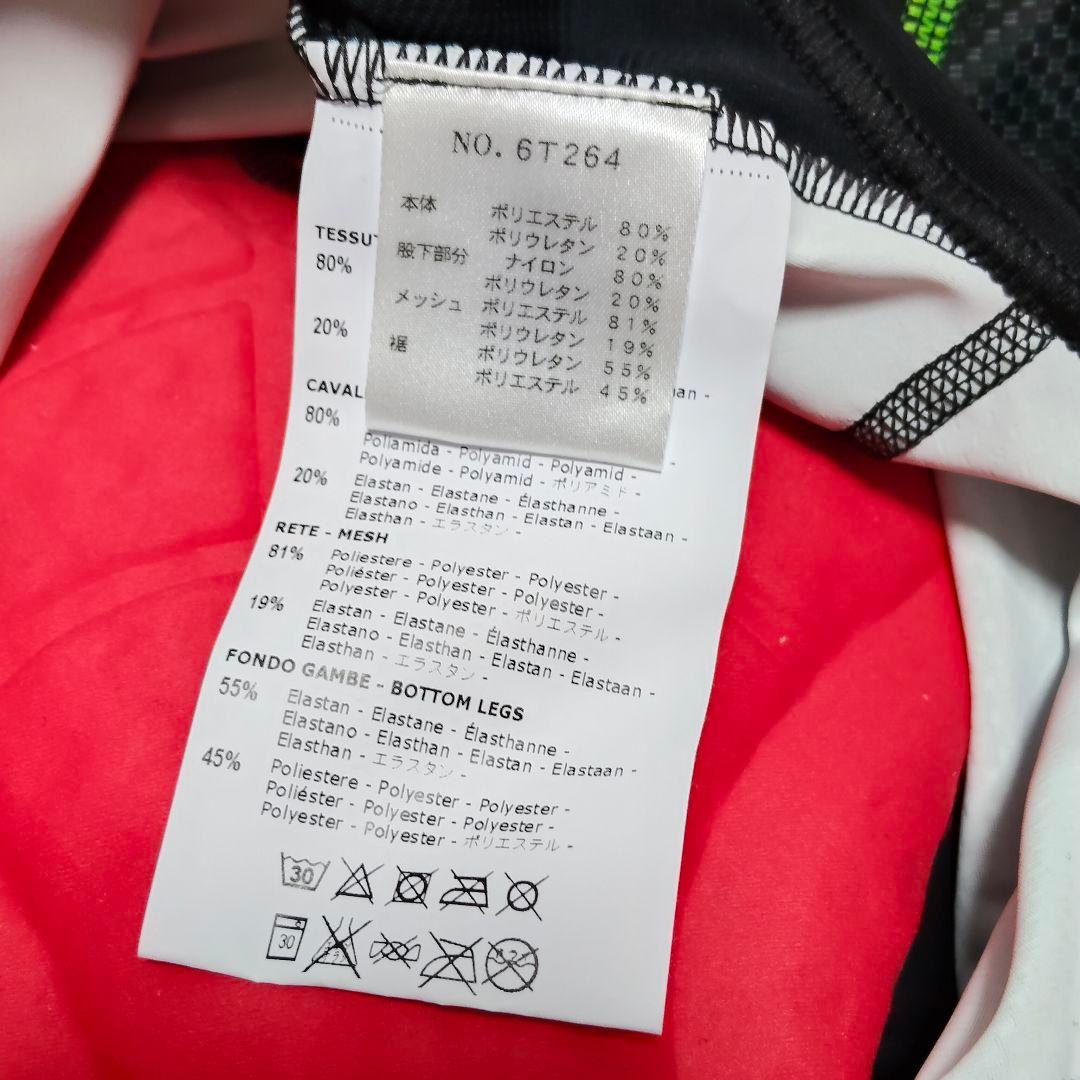 NO. 6T264
本体 ポリエステル 80%
ポリウレタン 20%
股下部分 ナイロン 80%
ポリウレタン 20%
メッシュ ポリエステル 81%
ポリウレタン 19%
裾 ポリウレタン 55%
ポリエステル 45%
TESSU
80%
20%
CAVAL
80%
Poliamida - Polyamid - Polyamid -
Polyamide - Polyamid - ポリアミド -
20% Elastan - Elastane - Élasthanne -
Elastano - Elasthan - Elastan - Elastaan -
Elasthan - エラスタン -
RETE - MESH
81% Poliestere - Polyester - Polyester -
Poliéster - Polyester - Polyester -
Polyester - Polyester - ポリエステル -
19% Elastan - Elastane - Élasthanne -
Elastano - Elasthan - Elastan - Elastaan -
Elasthan - エラスタン -
FONDO GAMBE - BOTTOM LEGS
55% Elastan - Elastane - Élasthanne -
Elastano - Elasthan - Elastan - Elastaan -
Elasthan - エラスタン -
45% Poliestere - Polyester - Polyester -
Poliéster - Polyester - Polyester -
Polyester - Polyester - ポリエステル -
30
30